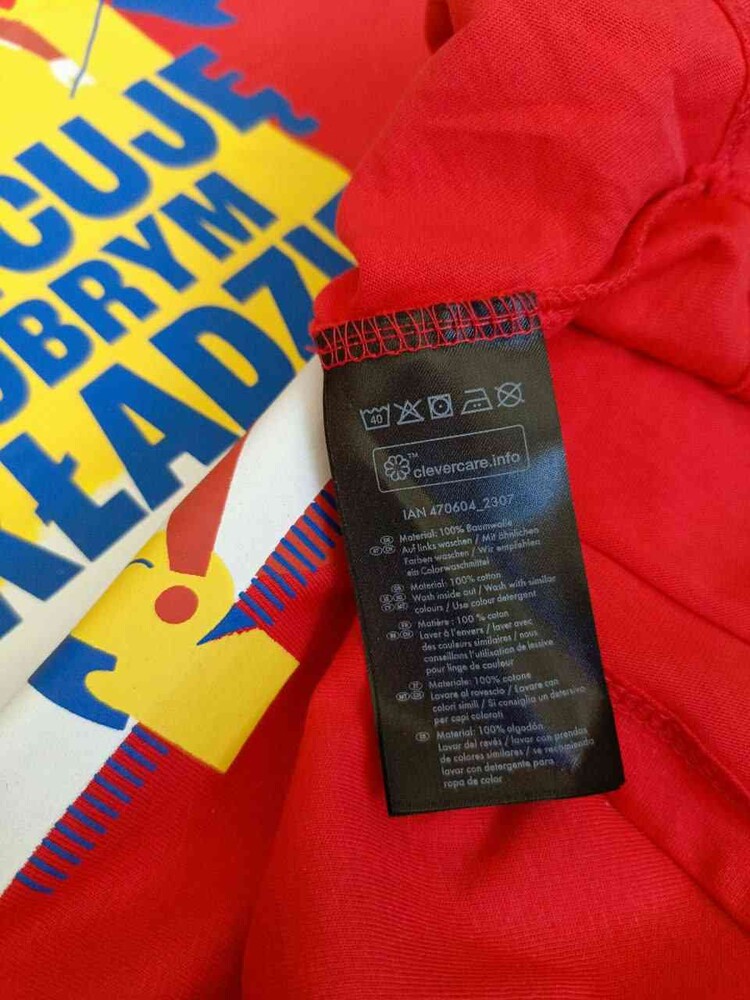 CUJĘ
OBRYM
KŁADZI
40
™
clevercare.info
IAN 470604_2307
Material: 100% Baumwolle
Auf links waschen / Mit ähnlichen
Farben waschen / Wir empfehlen
ein Colorwaschmittel
Material: 100% cotton
Wash inside out / Wash with similar
colours / Use colour detergent
Matière : 100 % coton
Laver à l'envers / laver avec
des couleurs similaires / nous
conseillons l'utilisation de lessive
pour linge de couleur
Materiale: 100% cotone
Lavare al rovescio / Lavare con
colori simili / Si consiglia un detersivo
per capi colorati
Material: 100% algodón
Lavar del revés / lavar con prendas
de colores similares / se recomienda
lavar con detergente para
ropa de color